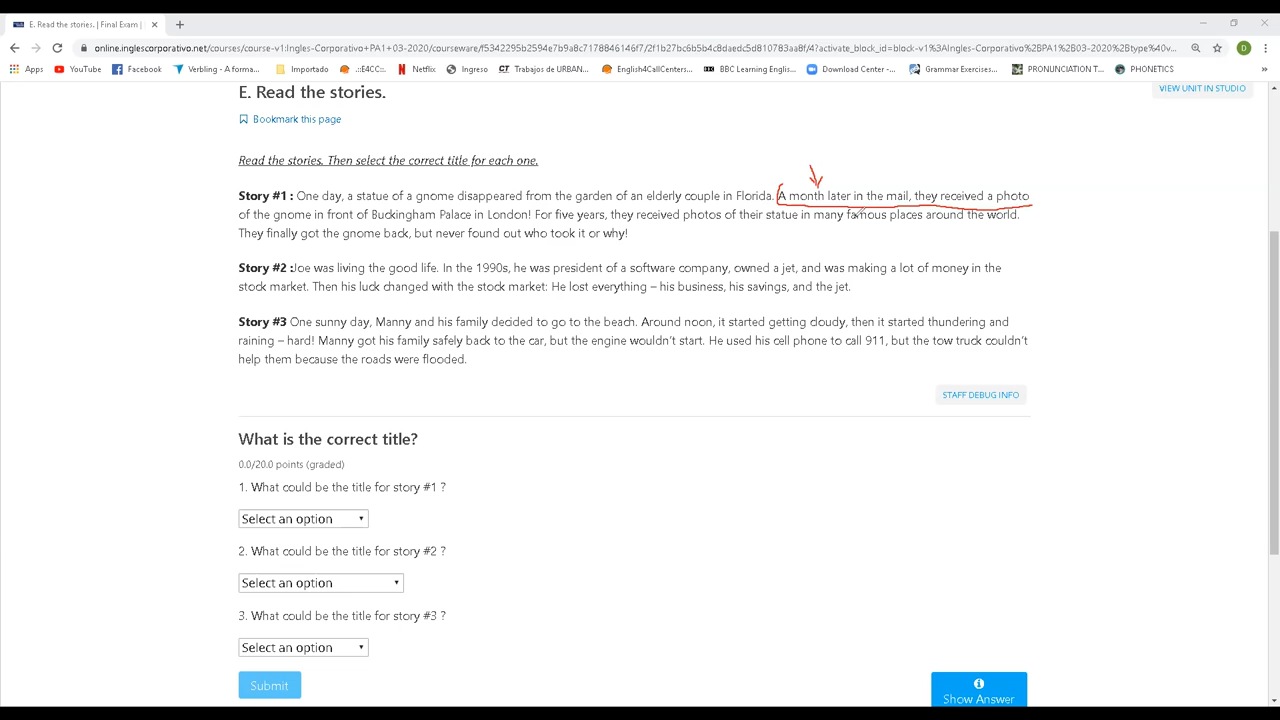 E. Read the stories. | Final Exam |
online.inglescorporativo.net/courses/course-v1:Ingles-Corporativo+PA1+03-2020/courseware/f5342295b2594e7b9a8c7178846146f7/2f1b27bc6b5b4c8daedc5d810783aa8f/4?activate_block_id=block-v1%3AIngles-Corporativo%2BPA1%2B03-2020%2Btype%40v...
Apps YouTube Facebook Verbling - A forma... Importado .::E4CC::. Netflix Ingreso Trabajos de URBAN... English4CallCenters... BBC Learning Englis... Download Center -... Grammar Exercises... PRONUNCIATION T... PHONETICS »
E. Read the stories.
VIEW UNIT IN STUDIO
Bookmark this page
Read the stories. Then select the correct title for each one.
Story #1 : One day, a statue of a gnome disappeared from the garden of an elderly couple in Florida. A month later in the mail, they received a photo
of the gnome in front of Buckingham Palace in London! For five years, they received photos of their statue in many famous places around the world.
They finally got the gnome back, but never found out who took it or why!
Story #2 :Joe was living the good life. In the 1990s, he was president of a software company, owned a jet, and was making a lot of money in the
stock market. Then his luck changed with the stock market: He lost everything – his business, his savings, and the jet.
Story #3 One sunny day, Manny and his family decided to go to the beach. Around noon, it started getting cloudy, then it started thundering and
raining – hard! Manny got his family safely back to the car, but the engine wouldn't start. He used his cell phone to call 911, but the tow truck couldn't
help them because the roads were flooded.
STAFF DEBUG INFO
What is the correct title?
0.0/20.0 points (graded)
1. What could be the title for story #1 ?
Select an option
2. What could be the title for story #2 ?
Select an option
3. What could be the title for story #3 ?
Select an option
Submit
Show Answer